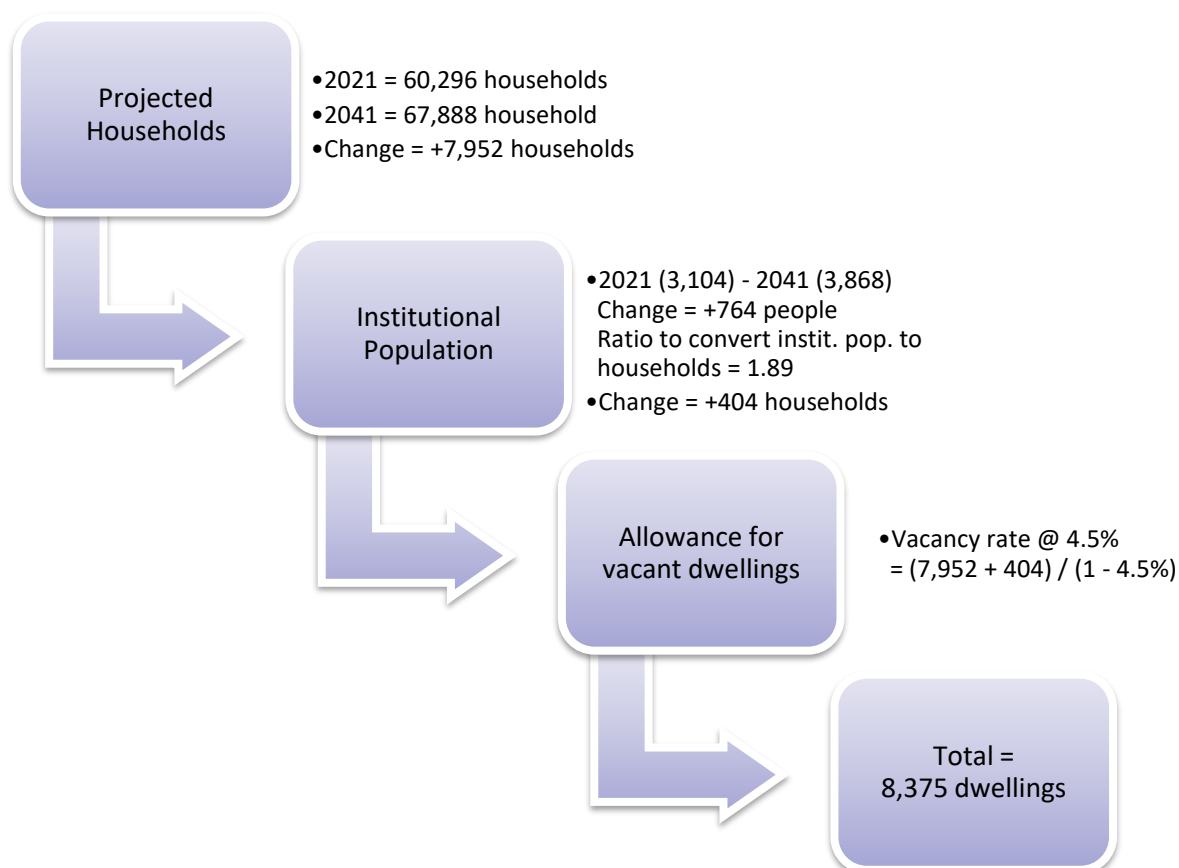 Projected
Households
•2021 = 60,296 households
•2041 = 67,888 household
•Change = +7,952 households
Institutional
Population
•2021 (3,104) - 2041 (3,868)
Change = +764 people
Ratio to convert instit. pop. to
households = 1.89
•Change = +404 households
Allowance for
vacant dwellings
•Vacancy rate @ 4.5%
= (7,952 + 404) / (1 - 4.5%)
Total =
8,375 dwellings